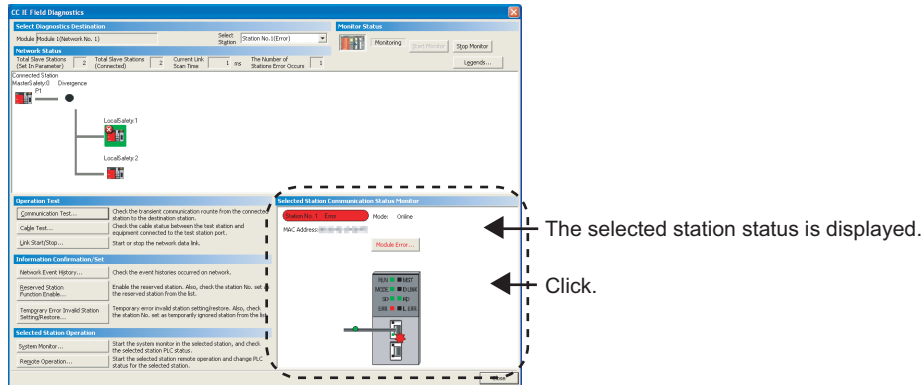 CC IE Field Diagnostics
Select Diagnostics Destination
Monitor Status
Module Module 1(Network No. 1)
Select Station Station No.1(Error)
Monitoring Start Monitor Stop Monitor
Network Status
Total Slave Stations (Set In Parameter) 2 Total Slave Stations (Connected) 2 Current Link Scan Time 1 ms The Number of Stations Error Occurs 1
Legends...
Connected Station
MasterSafety:0 Divergence
P1
LocalSafety:1
LocalSafety:2
Operation Test
Communication Test... Check the transient communication rounte from the connected station to the destination station.
Cable Test... Check the cable status between the test station and equipment connected to the test station port.
Link Start/Stop... Start or stop the network data link.
Information Confirmation/Set
Network Event History... Check the event histories occurred on network.
Reserved Station Function Enable... Enable the reserved station. Also, check the station No. set as the reserved station from the list.
Temporary Error Invalid Station Setting/Restore... Temporary error invalid station setting/restore. Also, check the station No. set as temporarily ignored station from the list
Selected Station Operation
System Monitor... Start the system monitor in the selected station, and check the selected station PLC status.
Remote Operation... Start the selected station remote operation and change PLC status for the selected station.
Selected Station Communication Status Monitor
Station No. 1 Error Mode: Online
MAC Address:
Module Error...
RUN MST
MODE D LINK
SD RD
ERR. L ERR.
Close
The selected station status is displayed.
Click.